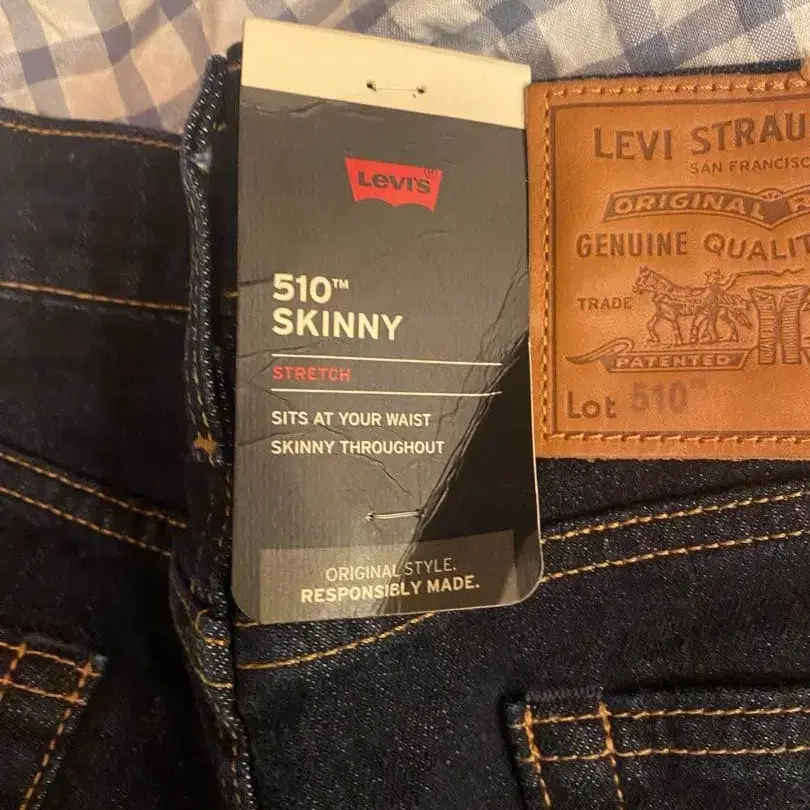 Levi's
510™
SKINNY
STRETCH
SITS AT YOUR WAIST
SKINNY THROUGHOUT
ORIGINAL STYLE.
RESPONSIBLY MADE.
LEVI STRAU
SAN FRANCISC
ORIGINAL R
GENUINE QUALIT
TRADE
PATENTED
Lot 510